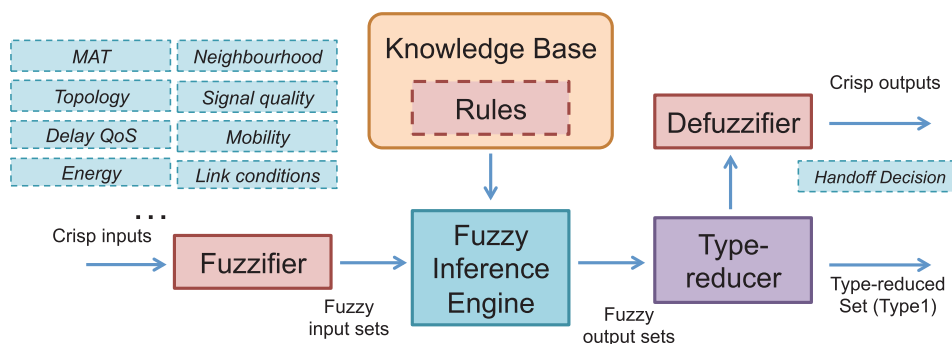 MAT
Neighbourhood
Topology
Signal quality
Delay QoS
Mobility
Energy
Link conditions
...
Crisp inputs
Fuzzifier
Fuzzy
input sets
Knowledge Base
Rules
Fuzzy
Inference
Engine
Fuzzy
output sets
Type-
reducer
Defuzzifier
Crisp outputs
Handoff Decision
Type-reduced
Set (Type1)